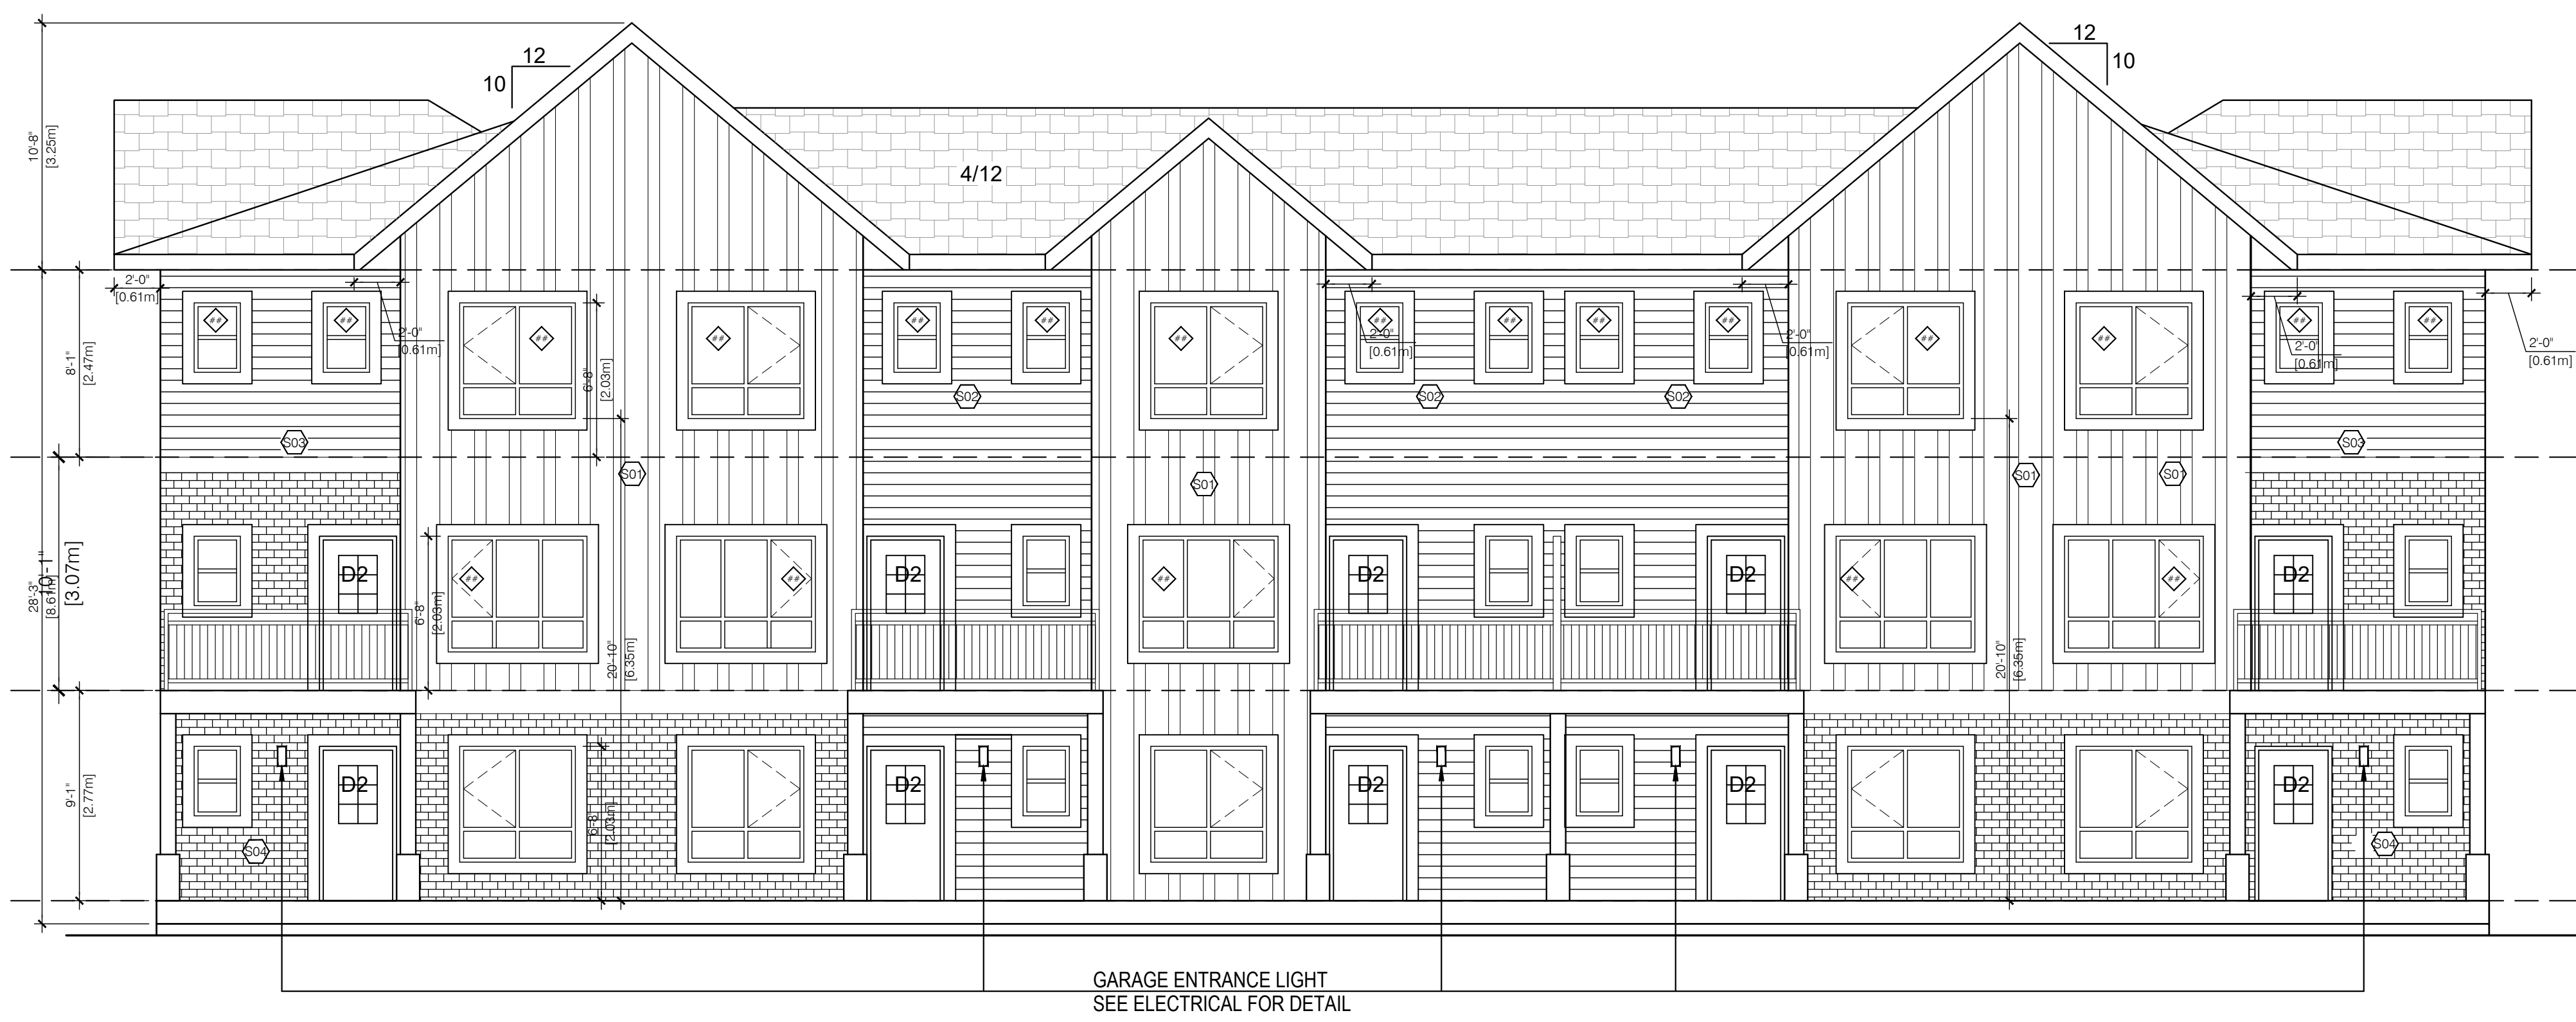 12
10
12
10
10'-8"
[3.25m]
4/12
2'-0"
[0.61m]
8'-1"
[2.47m]
##
##
2'-0"
[0.61m]
##
##
6'-8"
[2.03m]
##
##
##
##
2'-0"
[0.61m]
##
##
##
2'-0"
[0.61m]
##
##
##
2'-0"
[0.61m]
##
2'-0"
[0.61m]
S02
S02
S02
S03
S03
S01
S01
S01
S01
28'-3"
[8.61m]
10'-1"
[3.07m]
D2
##
##
D2
##
D2
D2
##
##
D2
6'-8"
[2.03m]
20'-10"
[6.35m]
20'-10"
[6.35m]
9'-1"
[2.77m]
D2
D2
D2
D2
D2
6'-8"
[2.03m]
S04
S04
GARAGE ENTRANCE LIGHT
SEE ELECTRICAL FOR DETAIL